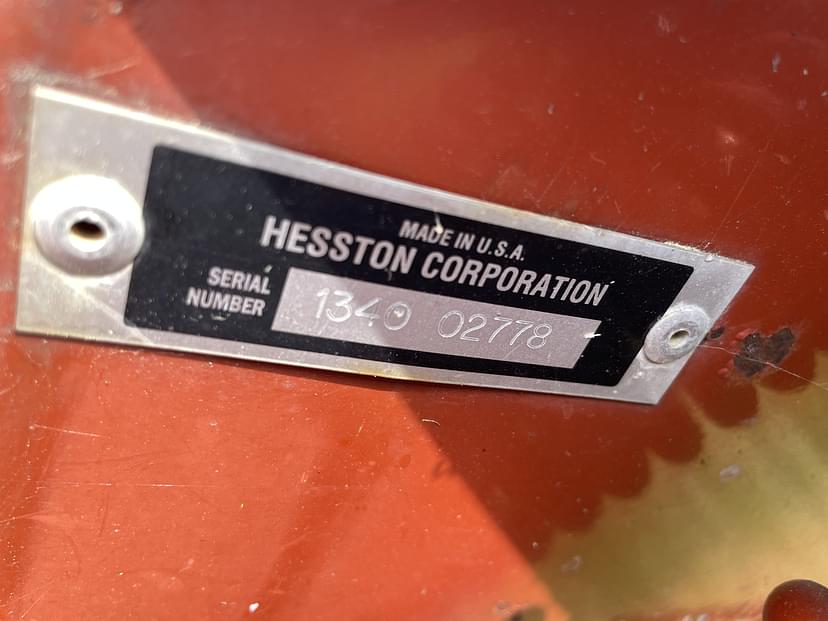 MADE IN U.S.A.
HESSTON CORPORATION
SERIAL
NUMBER
1340 02778